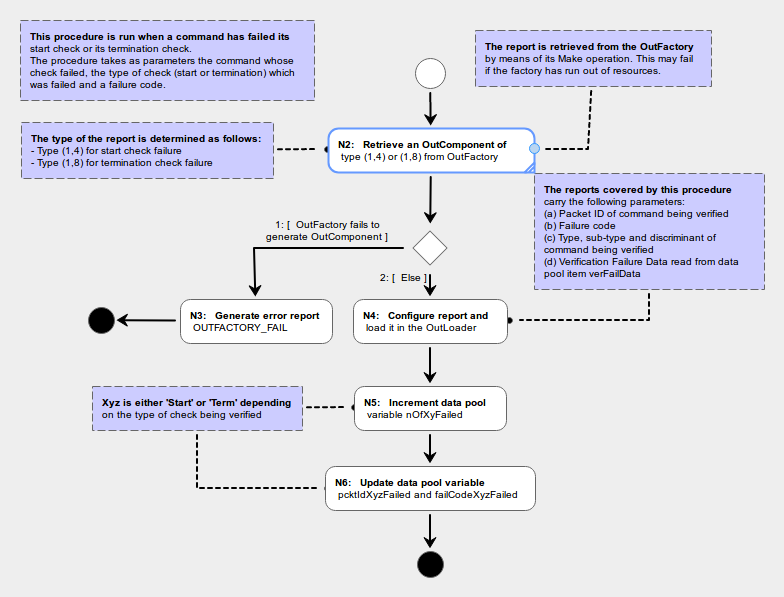 This procedure is run when a command has failed its
start check or its termination check.
The procedure takes as parameters the command whose
check failed, the type of check (start or termination) which
was failed and a failure code.
The report is retrieved from the OutFactory
by means of its Make operation. This may fail
if the factory has run out of resources.
The type of the report is determined as follows:
- Type (1,4) for start check failure
- Type (1,8) for termination check failure
N2: Retrieve an OutComponent of
type (1,4) or (1,8) from OutFactory
The reports covered by this procedure
carry the following parameters:
(a) Packet ID of command being verified
(b) Failure code
(c) Type, sub-type and discriminant of
command being verified
(d) Verification Failure Data read from data
pool item verFailData
1: [ OutFactory fails to
generate OutComponent ]
2: [ Else ]
N3: Generate error report
OUTFACTORY_FAIL
N4: Configure report and
load it in the OutLoader
Xyz is either 'Start' or 'Term' depending
on the type of check being verified
N5: Increment data pool
variable nOfXyFailed
N6: Update data pool variable
pcktIdXyzFailed and failCodeXyzFailed